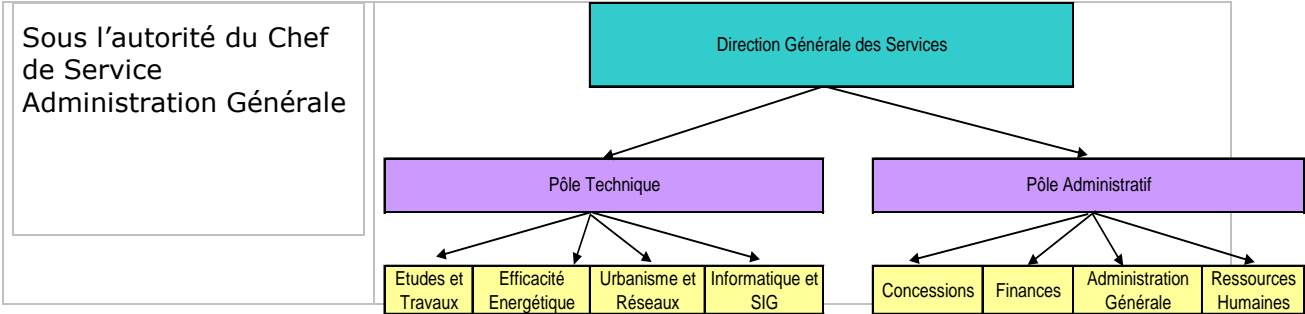 Sous l'autorité du Chef
de Service
Administration Générale
Direction Générale des Services
Pôle Technique
Pôle Administratif
Etudes et
Travaux
Efficacité
Energétique
Urbanisme et
Réseaux
Informatique et
SIG
Concessions
Finances
Administration
Générale
Ressources
Humaines